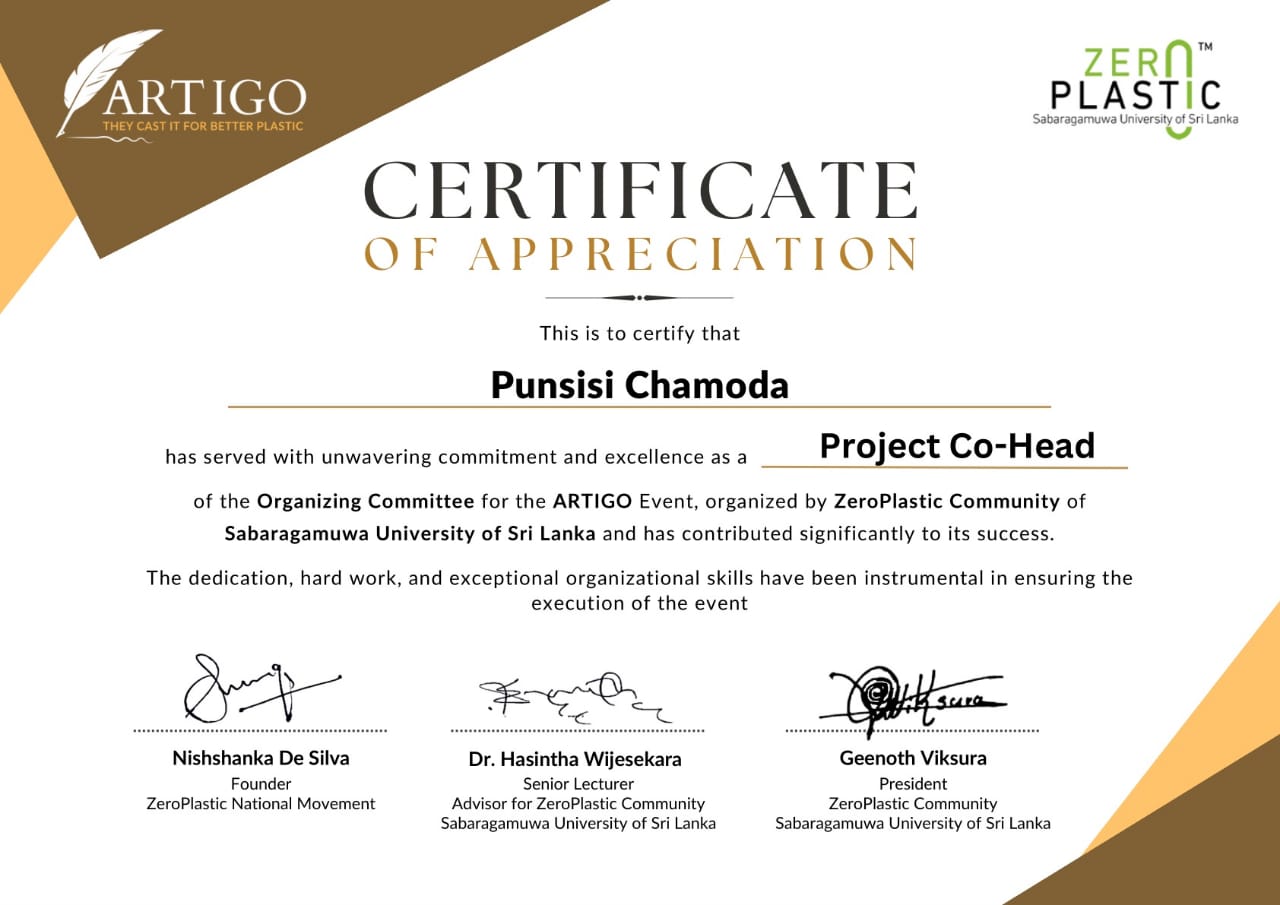 ARTIGO
THEY CAST IT FOR BETTER PLASTIC
ZERO TM
PLASTIC
Sabaragamuwa University of Sri Lanka
CERTIFICATE
OF APPRECIATION
This is to certify that
Punsisi Chamoda
has served with unwavering commitment and excellence as a Project Co-Head
of the Organizing Committee for the ARTIGO Event, organized by ZeroPlastic Community of
Sabaragamuwa University of Sri Lanka and has contributed significantly to its success.
The dedication, hard work, and exceptional organizational skills have been instrumental in ensuring the
execution of the event
Nishshanka De Silva
Founder
ZeroPlastic National Movement
Dr. Hasintha Wijesekara
Senior Lecturer
Advisor for ZeroPlastic Community
Sabaragamuwa University of Sri Lanka
Geenoth Viksura
President
ZeroPlastic Community
Sabaragamuwa University of Sri Lanka